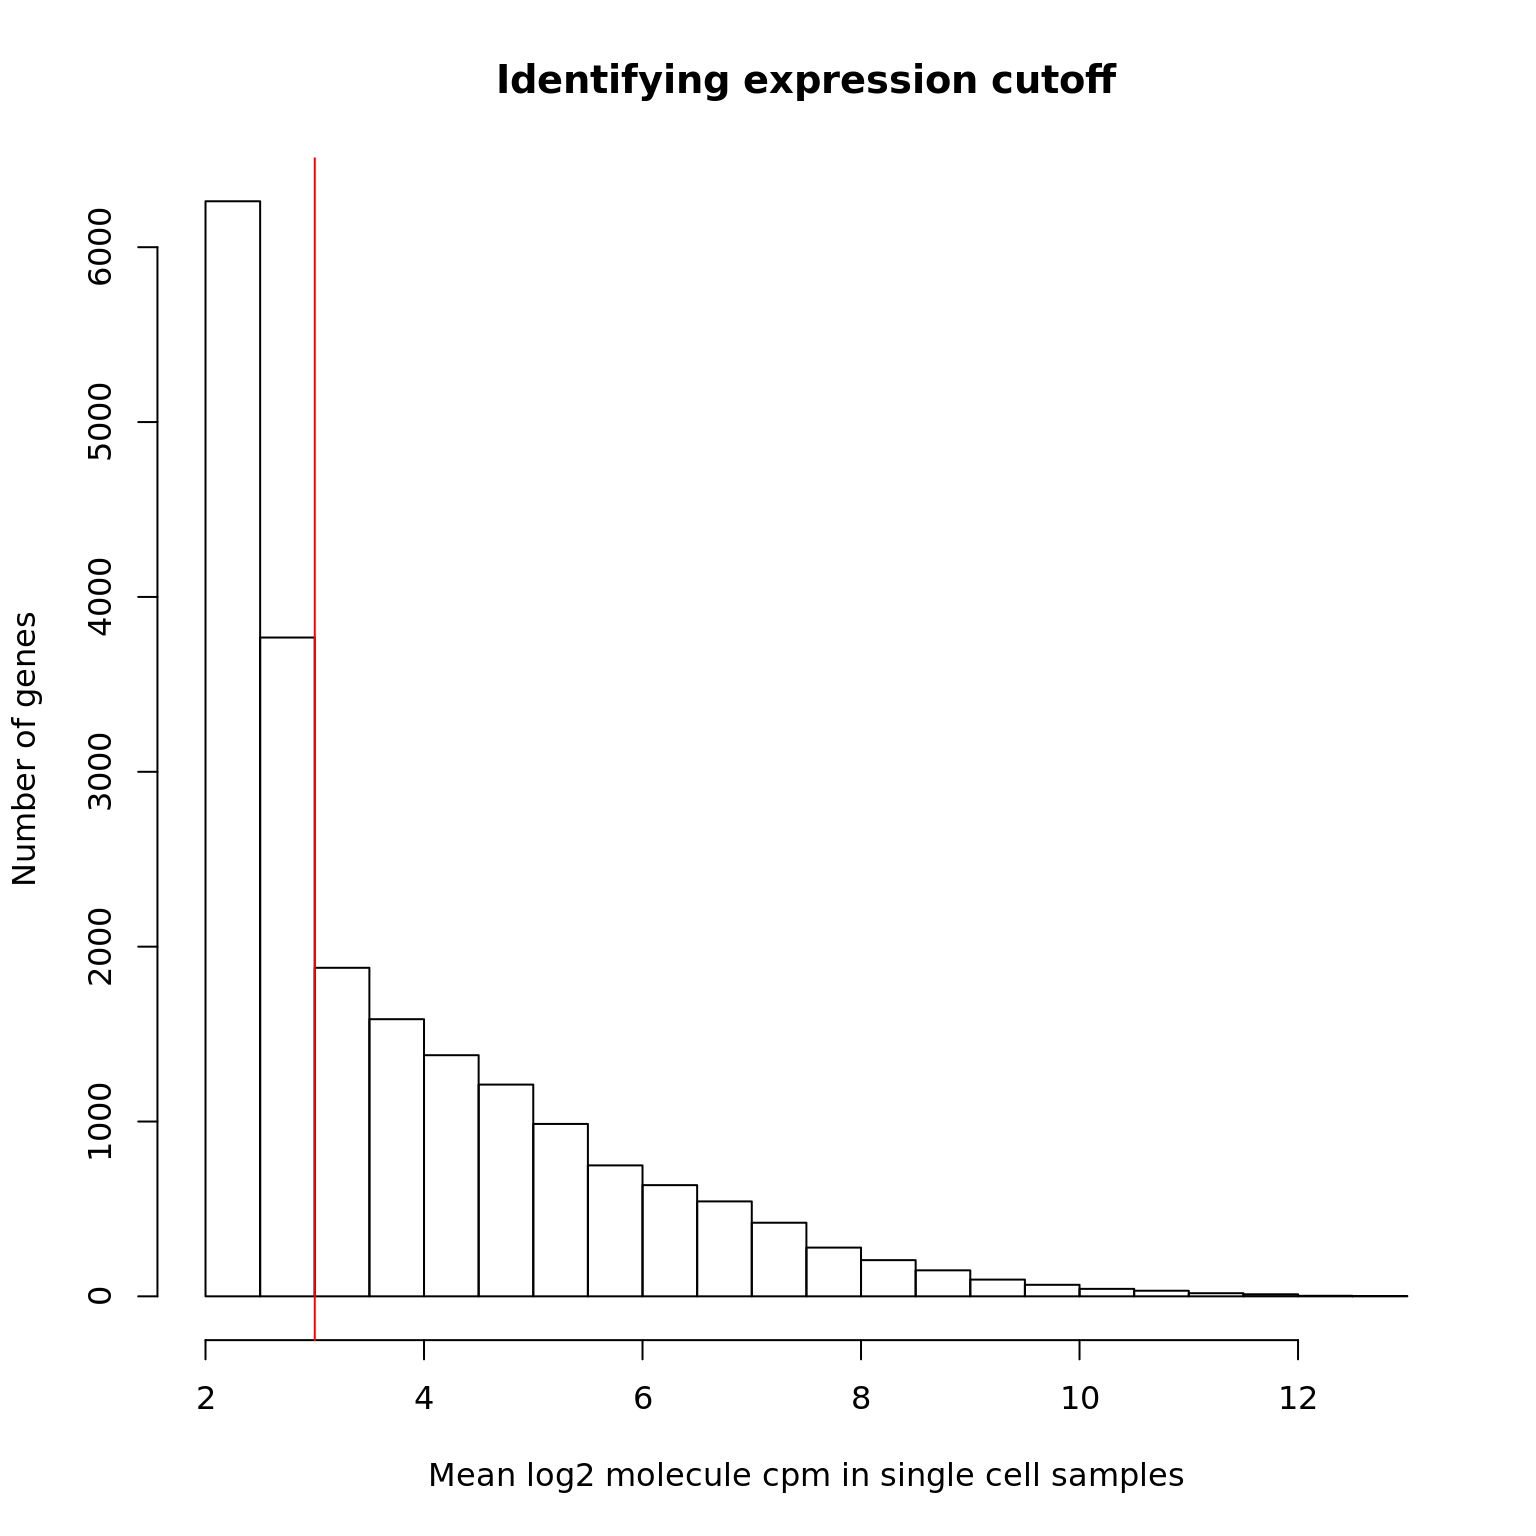 Identifying expression cutoff
Number of genes
6000
5000
4000
3000
2000
1000
0
2 4 6 8 10 12
Mean log2 molecule cpm in single cell samples